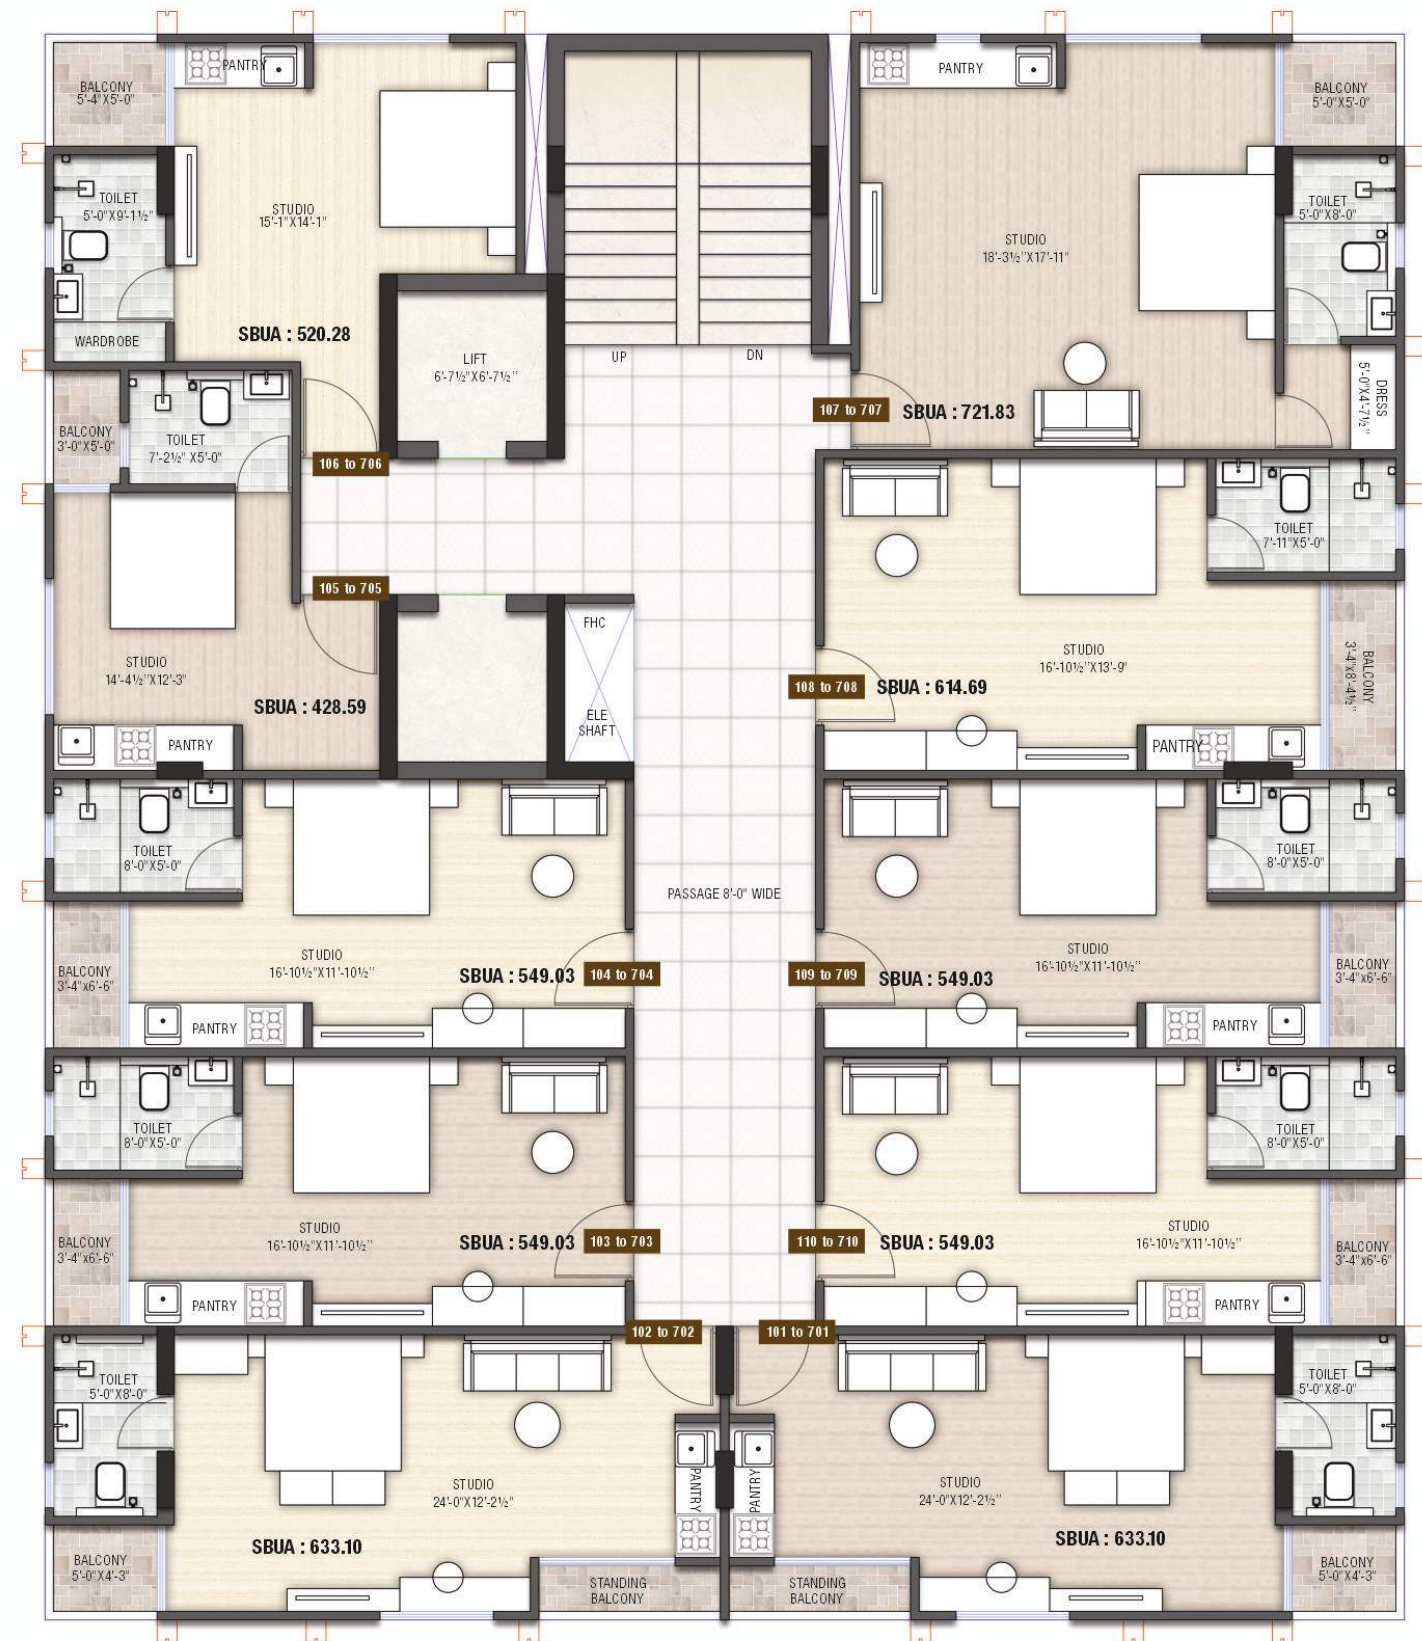 BALCONY
5'-4"X5'-0"
PANTRY
PANTRY
BALCONY
5'-0"X5'-0"
TOILET
5'-0"X9'-1½"
STUDIO
15'-1"X14'-1"
STUDIO
18'-3½"X17'-11"
TOILET
5'-0"X8'-0"
WARDROBE
SBUA : 520.28
LIFT
6'-7½"X6'-7½"
UP
DN
DRESS
5'-0"X4'-7½"
107 to 707
SBUA : 721.83
BALCONY
3'-0"X5'-0"
TOILET
7'-2½" X5'-0"
106 to 706
TOILET
7'-11"X5'-0"
105 to 705
FHC
STUDIO
14'-4½"X12'-3"
STUDIO
16'-10½"X13'-9"
BALCONY
3'-4"x8'-4½"
SBUA : 428.59
108 to 708
SBUA : 614.69
ELE
SHAFT
PANTRY
PANTRY
TOILET
8'-0"X5'-0"
TOILET
8'-0"X5'-0"
PASSAGE 8'-0" WIDE
BALCONY
3'-4"x6'-6"
STUDIO
16'-10½"X11'-10½"
SBUA : 549.03
104 to 704
109 to 709
SBUA : 549.03
STUDIO
16'-10½"X11'-10½"
BALCONY
3'-4"x6'-6"
PANTRY
PANTRY
TOILET
8'-0"X5'-0"
TOILET
8'-0"X5'-0"
BALCONY
3'-4"x6'-6"
STUDIO
16'-10½"X11'-10½"
SBUA : 549.03
103 to 703
110 to 710
SBUA : 549.03
STUDIO
16'-10½"X11'-10½"
BALCONY
3'-4"x6'-6"
PANTRY
PANTRY
102 to 702
101 to 701
TOILET
5'-0"X8'-0"
TOILET
5'-0"X8'-0"
STUDIO
24'-0"X12'-2½"
PANTRY
PANTRY
STUDIO
24'-0"X12'-2½"
SBUA : 633.10
SBUA : 633.10
BALCONY
5'-0"X4'-3"
STANDING
BALCONY
STANDING
BALCONY
BALCONY
5'-0"X4'-3"